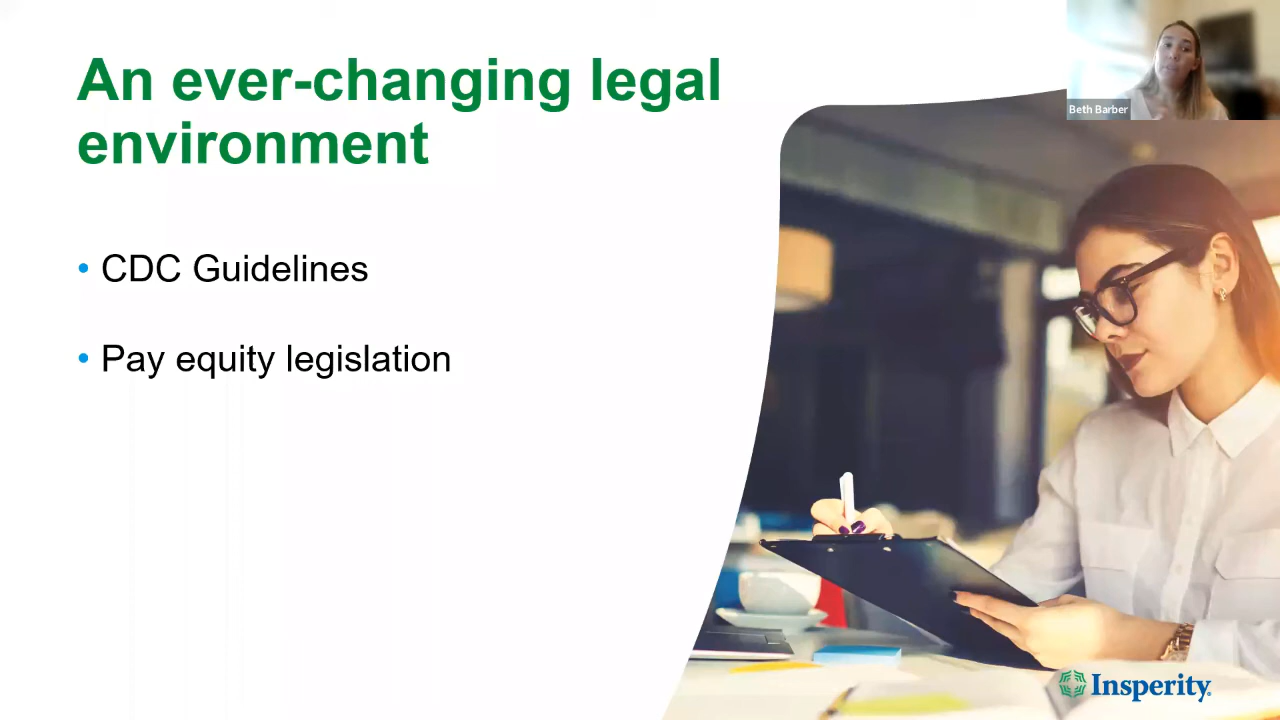 An ever-changing legal
environment
• CDC Guidelines
• Pay equity legislation
Beth Barber
Insperity